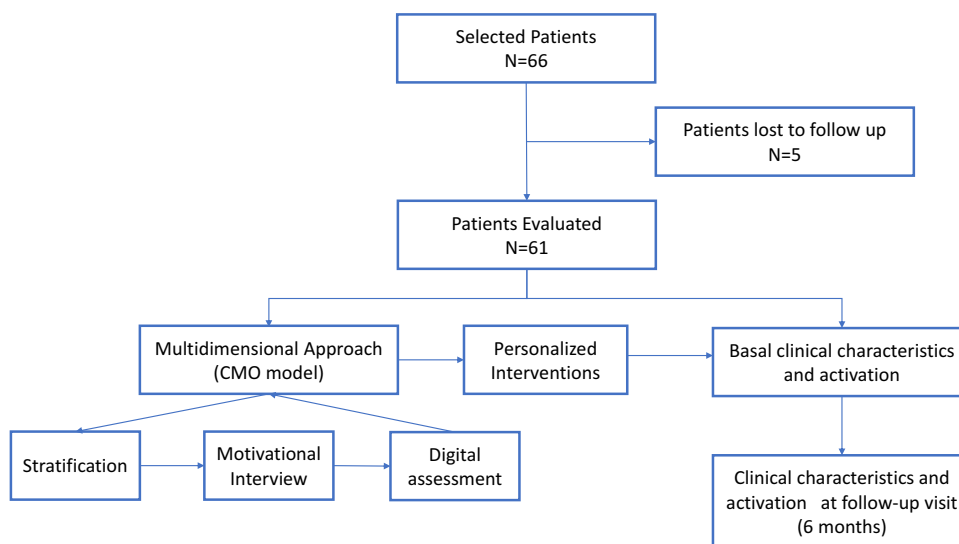 Selected Patients
N=66
Patients lost to follow up
N=5
Patients Evaluated
N=61
Multidimensional Approach
(CMO model)
Personalized
Interventions
Basal clinical characteristics
and activation
Stratification
Motivational
Interview
Digital
assessment
Clinical characteristics and
activation at follow-up visit
(6 months)